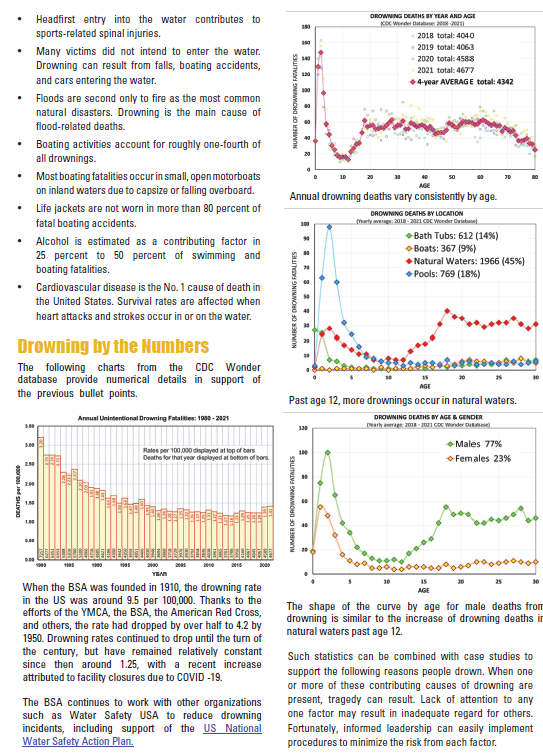 • Headfirst entry into the water contributes to
sports-related spinal injuries.
• Many victims did not intend to enter the water.
Drowning can result from falls, boating accidents,
and cars entering the water.
• Floods are second only to fire as the most common
natural disasters. Drowning is the main cause of
flood-related deaths.
• Boating activities account for roughly one-fourth of
all drownings.
• Most boating fatalities occur in small, open motorboats
on inland waters due to capsize or falling overboard.
• Life jackets are not worn in more than 80 percent of
fatal boating accidents.
• Alcohol is estimated as a contributing factor in
25 percent to 50 percent of swimming and
boating fatalities.
• Cardiovascular disease is the No. 1 cause of death in
the United States. Survival rates are affected when
heart attacks and strokes occur in or on the water.
Drowning by the Numbers
The following charts from the CDC Wonder
database provide numerical details in support of
the previous bullet points.
Annual Unintentional Drowning Fatalities: 1980 - 2021
Rates per 100,000 displayed at top of bars
Deaths for that year displayed at bottom of bars.
DEATHS per 100,000
3.50
3.00
2.50
2.00
1.50
1.00
0.50
0.00
1980 1985 1990 1995 2000 2005 2010 2015 2020
YEAR
When the BSA was founded in 1910, the drowning rate
in the US was around 9.5 per 100,000. Thanks to the
efforts of the YMCA, the BSA, the American Red Cross,
and others, the rate had dropped by over half to 4.2 by
1950. Drowning rates continued to drop until the turn of
the century, but have remained relatively constant
since then around 1.25, with a recent increase
attributed to facility closures due to COVID -19.
The BSA continues to work with other organizations
such as Water Safety USA to reduce drowning
incidents, including support of the US National
Water Safety Action Plan.
DROWNING DEATHS BY YEAR AND AGE
(CDC Wonder Database: 2018 -2021)
2018 total: 4040
2019 total: 4063
2020 total: 4588
2021 total: 4677
4-year AVERAGE total: 4342
NUMBER OF DROWNING FATALITIES
180
160
140
120
100
80
60
40
20
0
0 10 20 30 40 50 60 70 80
AGE
Annual drowning deaths vary consistently by age.
DROWNING DEATHS BY LOCATION
(Yearly average: 2018 - 2021 CDC Wonder Database)
Bath Tubs: 612 (14%)
Boats: 367 (9%)
Natural Waters: 1966 (45%)
Pools: 769 (18%)
NUMBER OF DROWNING FATALITIES
100
90
80
70
60
50
40
30
20
10
0
0 5 10 15 20 25 30
AGE
Past age 12, more drownings occur in natural waters.
DROWNING DEATHS BY AGE & GENDER
(Yearly average: 2018 - 2021 CDC Wonder Database)
Males 77%
Females 23%
NUMBER OF DROWNING FATALITIES
120
100
80
60
40
20
0
0 5 10 15 20 25 30
AGE
The shape of the curve by age for male deaths from
drowning is similar to the increase of drowning deaths in
natural waters past age 12.
Such statistics can be combined with case studies to
support the following reasons people drown. When one
or more of these contributing causes of drowning are
present, tragedy can result. Lack of attention to any
one factor may result in inadequate regard for others.
Fortunately, informed leadership can easily implement
procedures to minimize the risk from each factor.